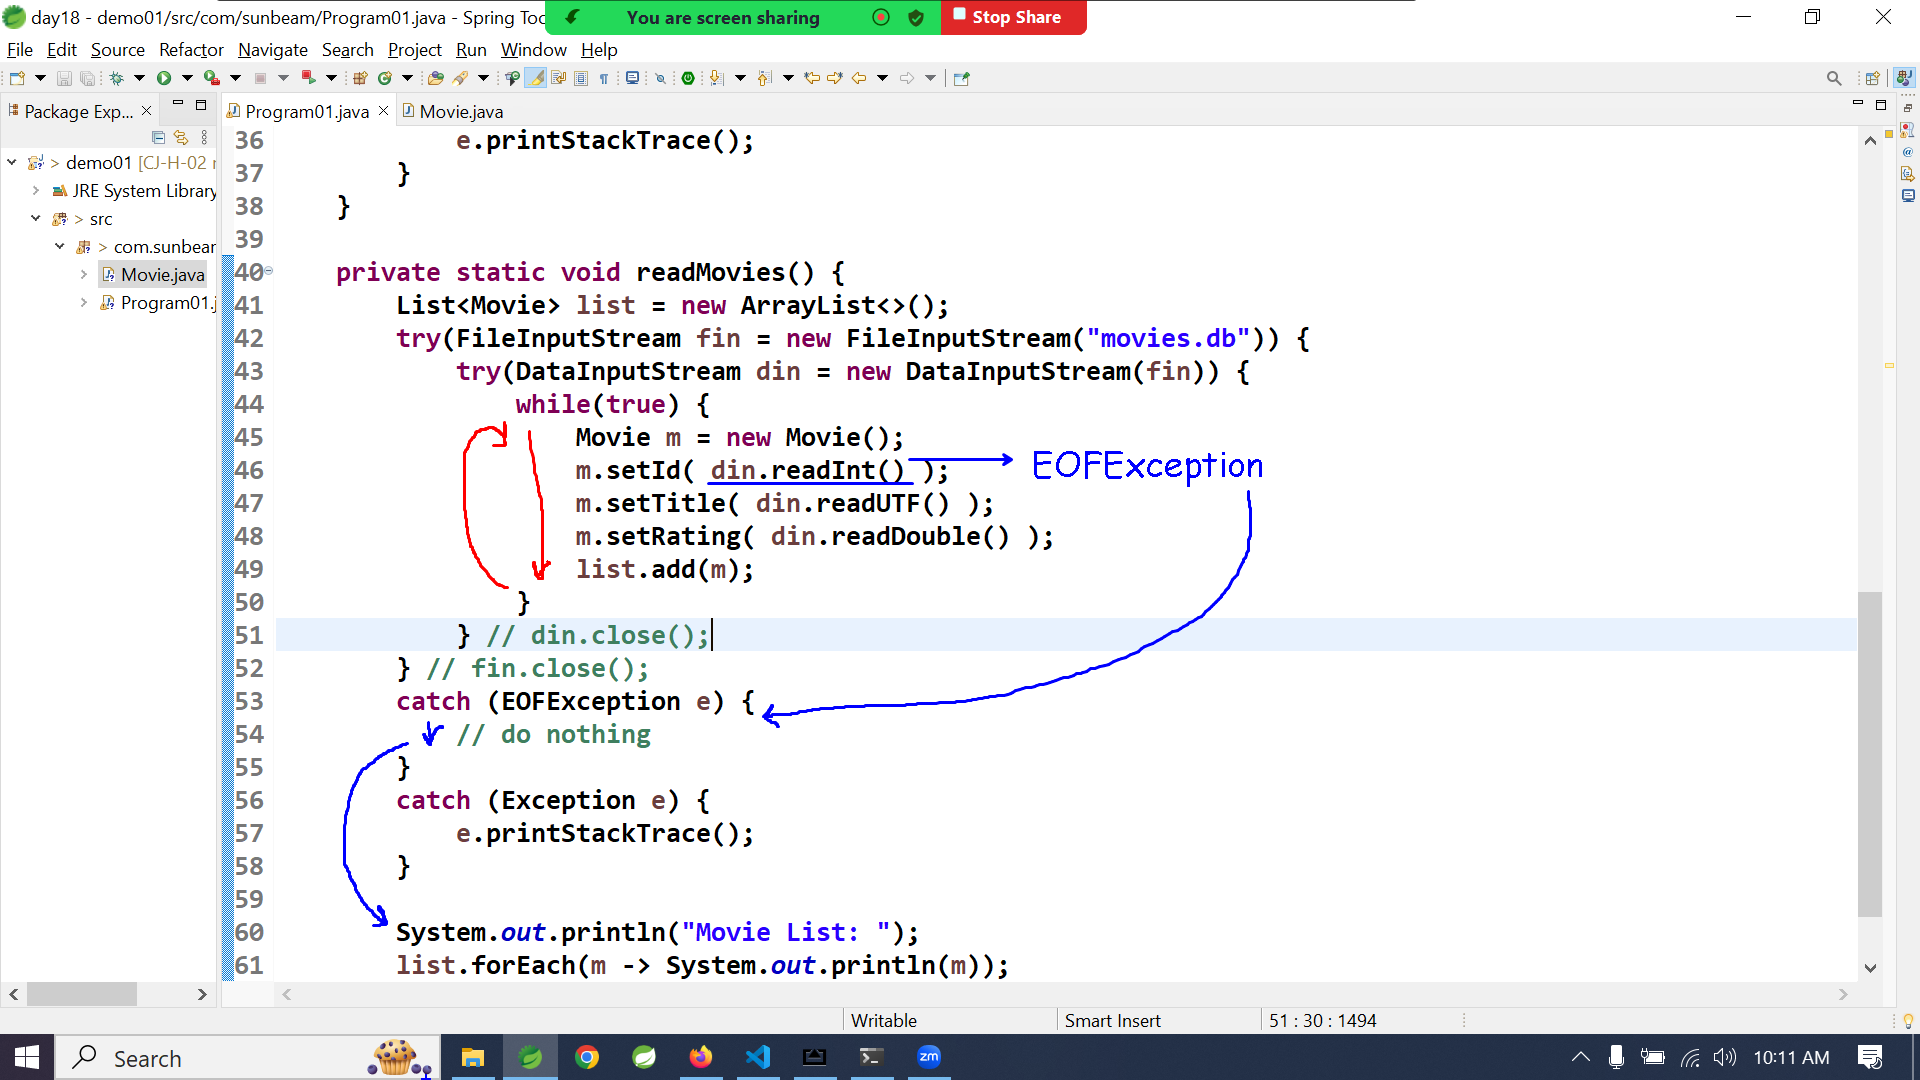 day18 - demo01/src/com/sunbeam/Program01.java - Spring Too
You are screen sharing
Stop Share
File Edit Source Refactor Navigate Search Project Run Window Help
Package Exp...
Program01.java
Movie.java
demo01 [CJ-H-02
JRE System Library
> src
> com.sunbear
Movie.java
Program01.j
36 e.printStackTrace();
37 }
38 }
39
40 private static void readMovies() {
41 List<Movie> list = new ArrayList<>();
42 try(FileInputStream fin = new FileInputStream("movies.db")) {
43 try(DataInputStream din = new DataInputStream(fin)) {
44 while(true) {
45 Movie m = new Movie();
46 m.setId( din.readInt() );
EOFException
47 m.setTitle( din.readUTF() );
48 m.setRating( din.readDouble() );
49 list.add(m);
50 }
51 } // din.close();
52 } // fin.close();
53 catch (EOFException e) {
54 // do nothing
55 }
56 catch (Exception e) {
57 e.printStackTrace();
58 }
59
60 System.out.println("Movie List: ");
61 list.forEach(m -> System.out.println(m));
Writable
Smart Insert
51 : 30 : 1494
Search
zm
10:11 AM